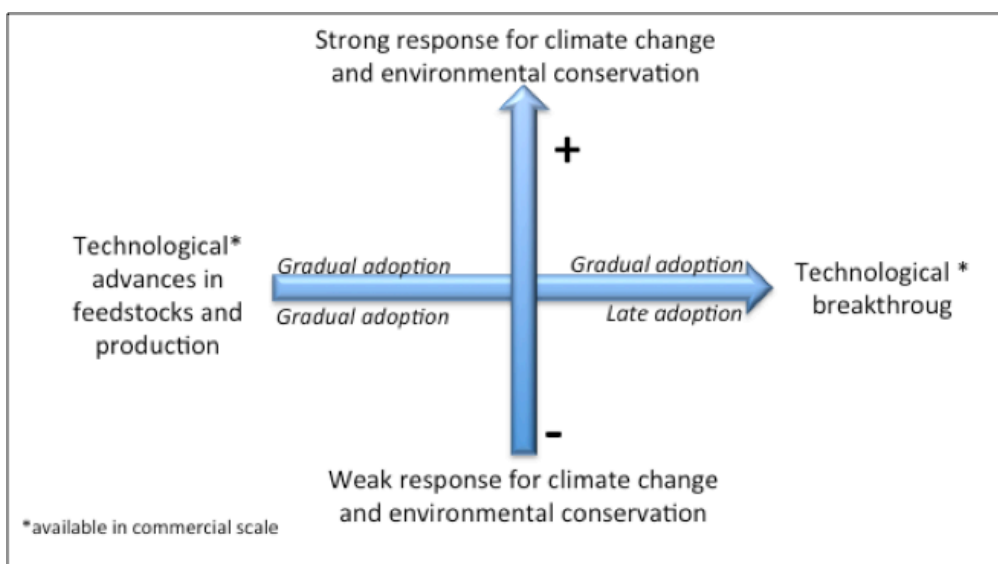 Strong response for climate change
and environmental conservation
+
Technological*
advances in
feedstocks and
production
Gradual adoption
Gradual adoption
Gradual adoption
Late adoption
Technological *
breakthroug
-
Weak response for climate change
and environmental conservation
*available in commercial scale